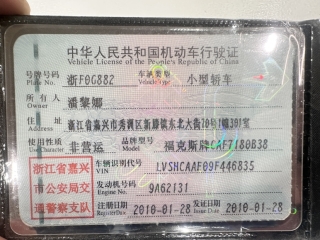 中华人民共和国机动车行驶证
Vehicle License of the People's Republic of China
号牌号码 浙F0G882 车辆类型 小型轿车
Plate No. Vehicle Type
所有人 潘黎娜
Owner
住址 浙江省嘉兴市秀洲区新塍镇东北大街70号1幢301室
Address
使用性质 非营运 品牌型号 福克斯牌CAF7180B38
Use Character Model
浙江省嘉兴
市公安局交
通警察支队
车辆识别代号 LVSHCAAF09F446835
VIN
发动机号码 9A62131
Engine No.
注册日期 2010-01-28 发证日期 2010-01-28
Register Date Issue Date